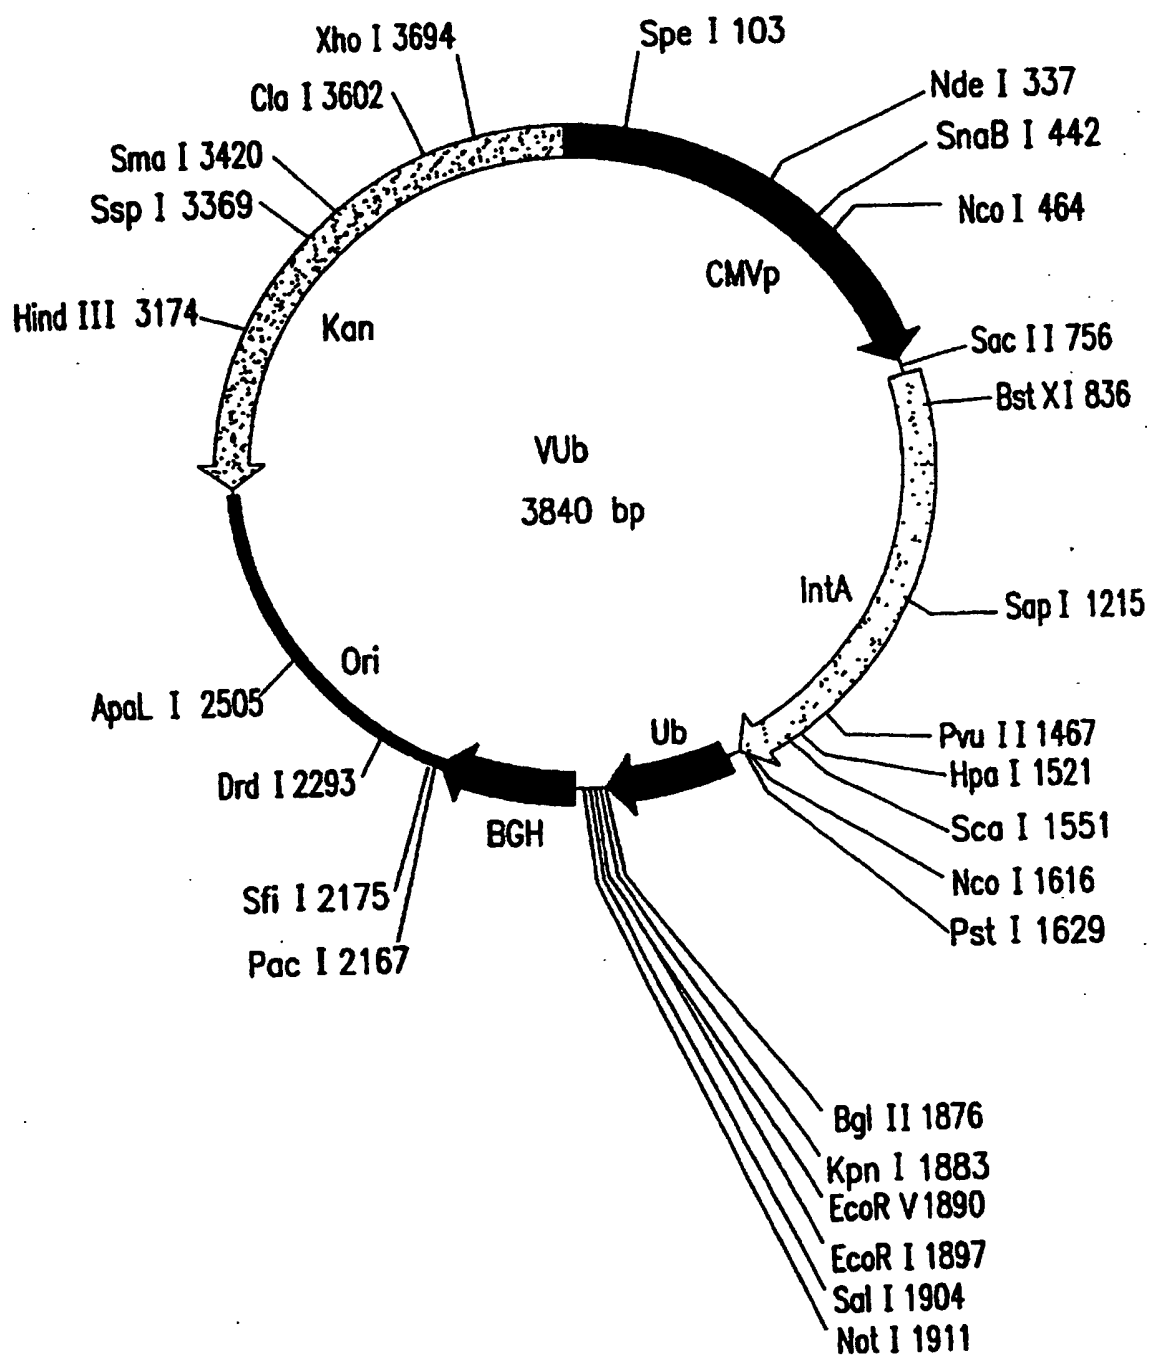 Xho I 3694
Spe I 103
Cla I 3602
Nde I 337
SnaB I 442
Sma I 3420
Ssp I 3369
Nco I 464
CMVp
Hind III 3174
Kan
Sac II 756
Bst XI 836
VUb
3840 bp
IntA
Sap I 1215
Ori
ApaL I 2505
Ub
Pvu II 1467
Hpa I 1521
Drd I 2293
BGH
Sca I 1551
Sfi I 2175
Nco I 1616
Pst I 1629
Pac I 2167
Bgl II 1876
Kpn I 1883
EcoR V 1890
EcoR I 1897
Sal I 1904
Not I 1911